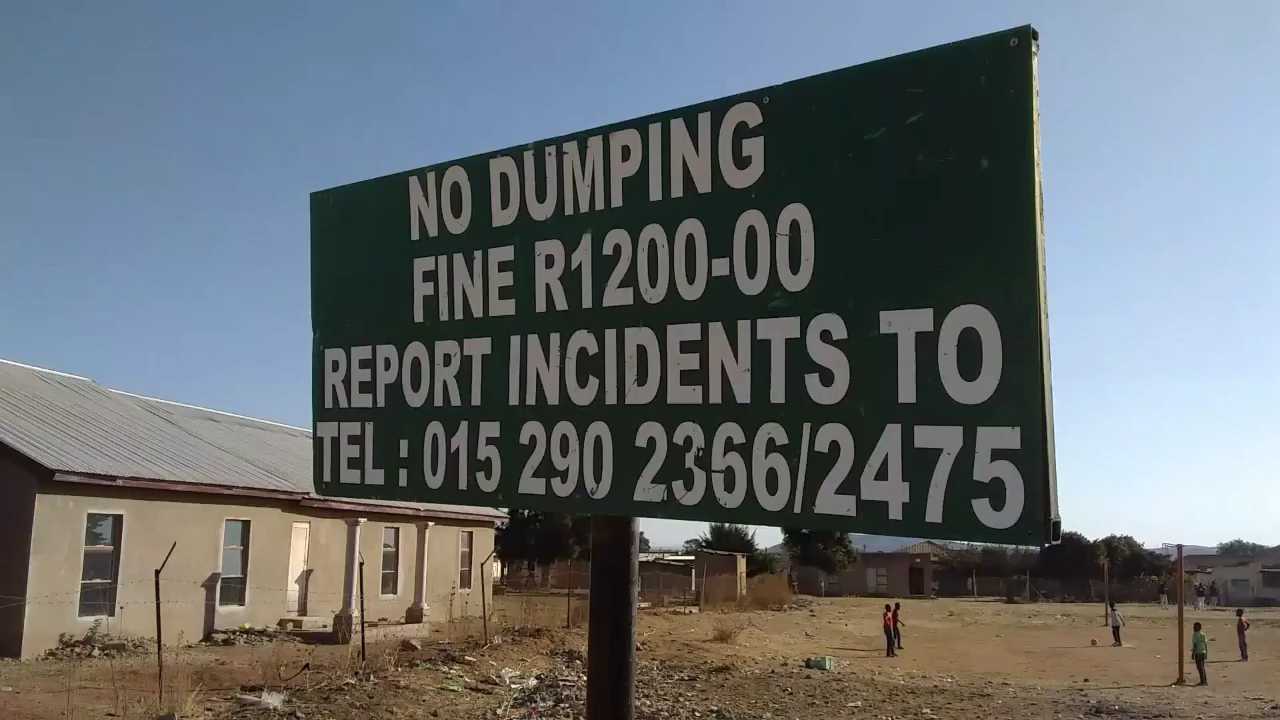 NO DUMPING
FINE R1200-00
REPORT INCIDENTS TO
TEL : 015 290 2366/2475